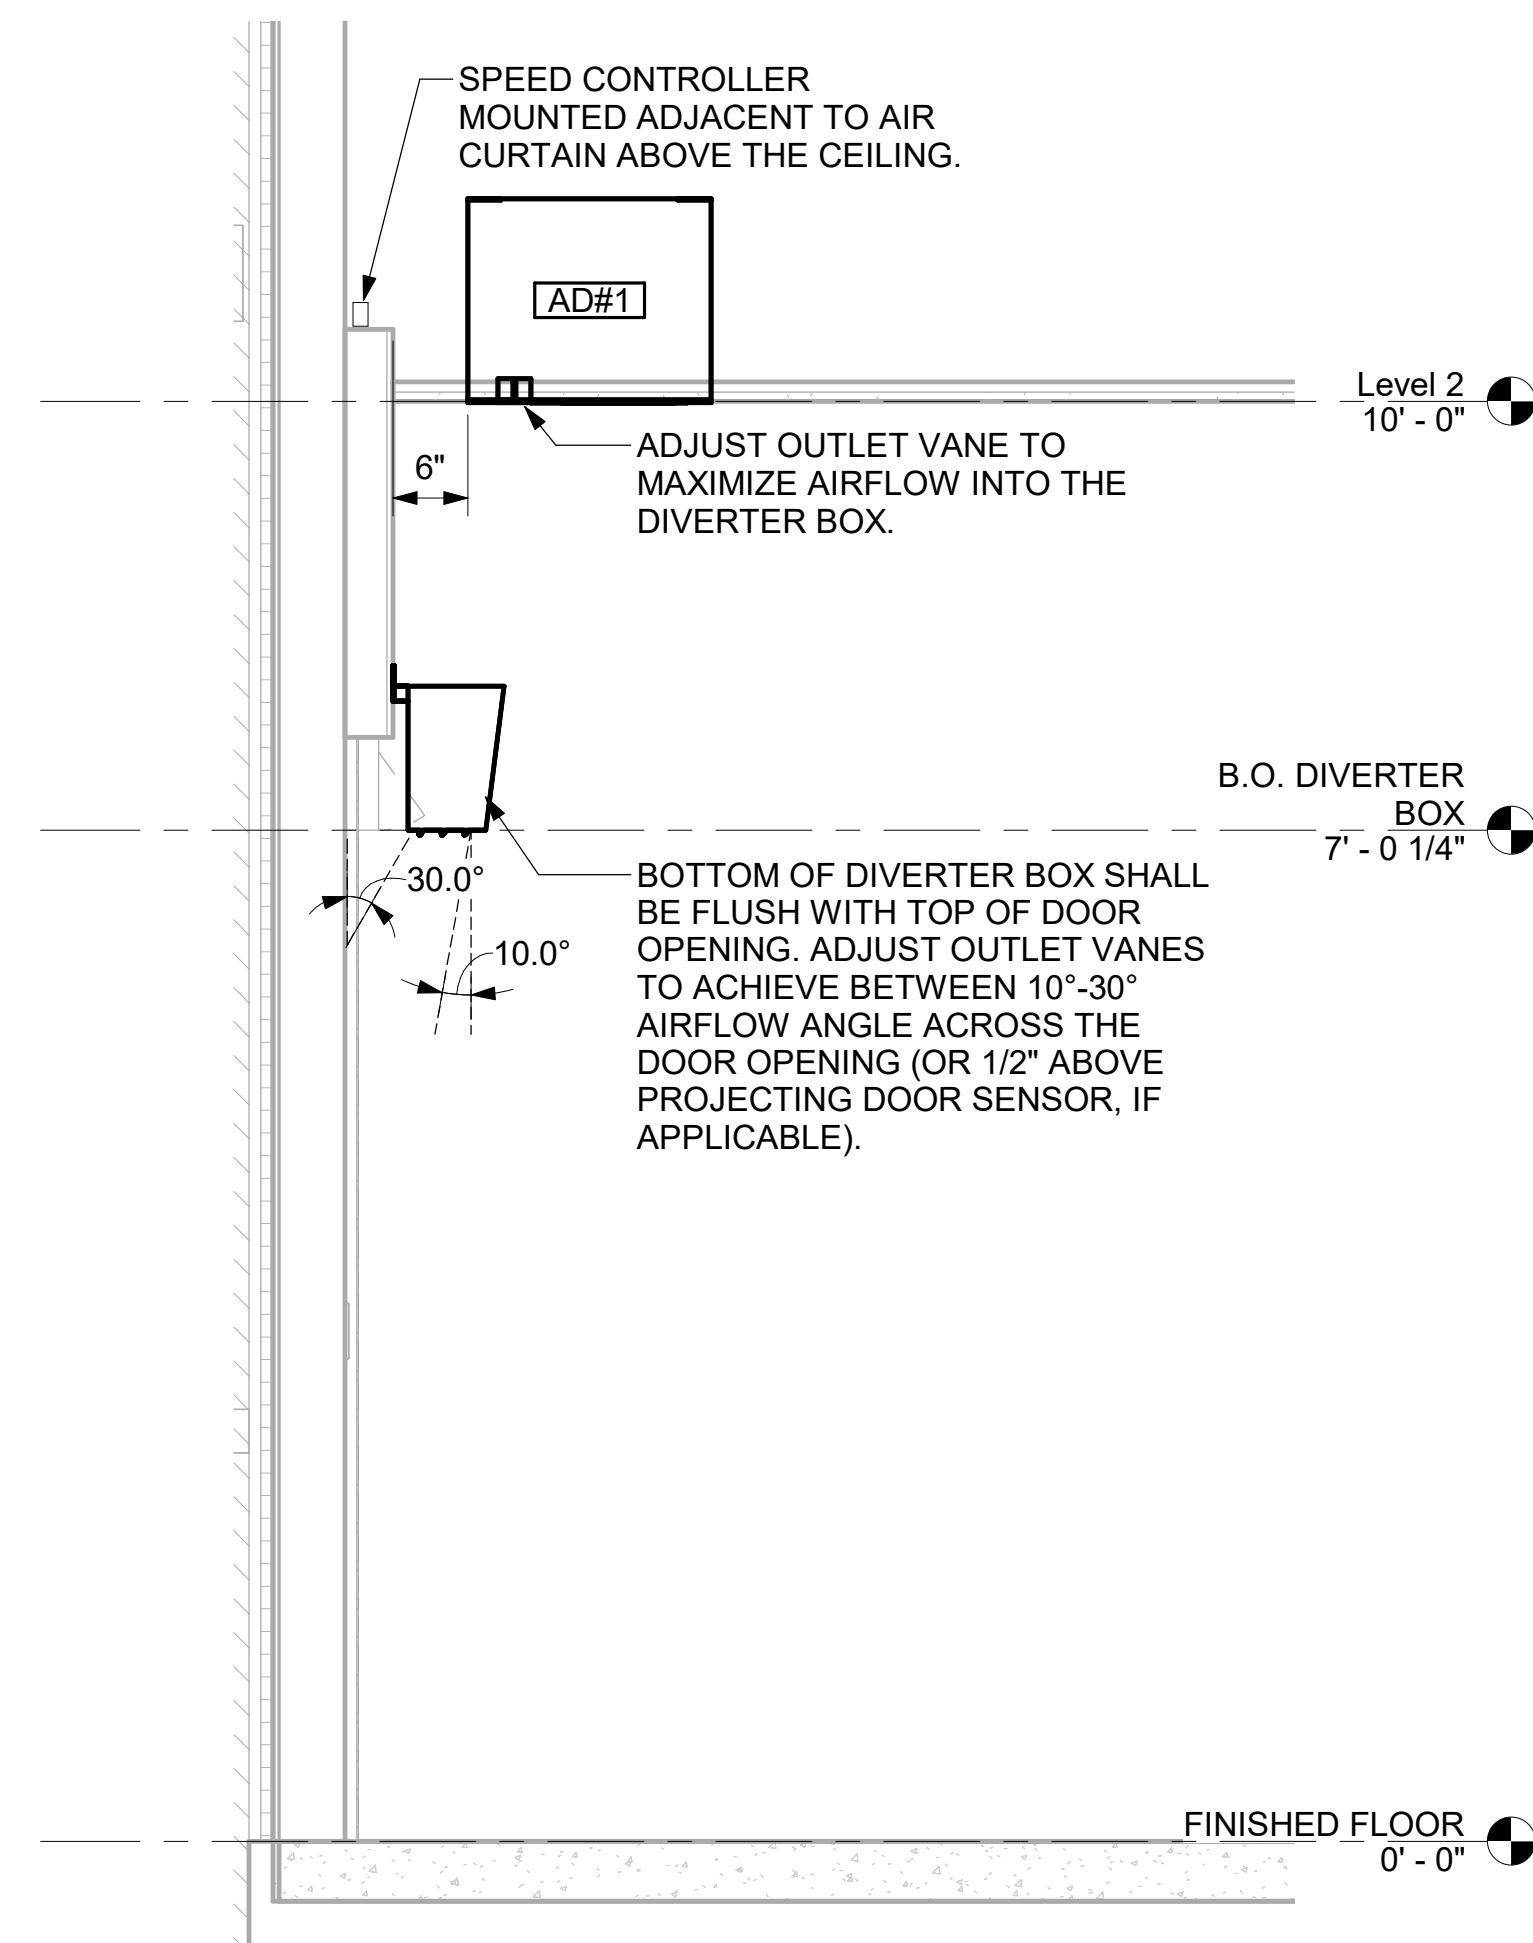 SPEED CONTROLLER
MOUNTED ADJACENT TO AIR
CURTAIN ABOVE THE CEILING.
AD#1
Level 2
10' - 0"
6"
ADJUST OUTLET VANE TO
MAXIMIZE AIRFLOW INTO THE
DIVERTER BOX.
B.O. DIVERTER
BOX
7' - 0 1/4"
30.0°
10.0°
BOTTOM OF DIVERTER BOX SHALL
BE FLUSH WITH TOP OF DOOR
OPENING. ADJUST OUTLET VANES
TO ACHIEVE BETWEEN 10°-30°
AIRFLOW ANGLE ACROSS THE
DOOR OPENING (OR 1/2" ABOVE
PROJECTING DOOR SENSOR, IF
APPLICABLE).
FINISHED FLOOR
0' - 0"